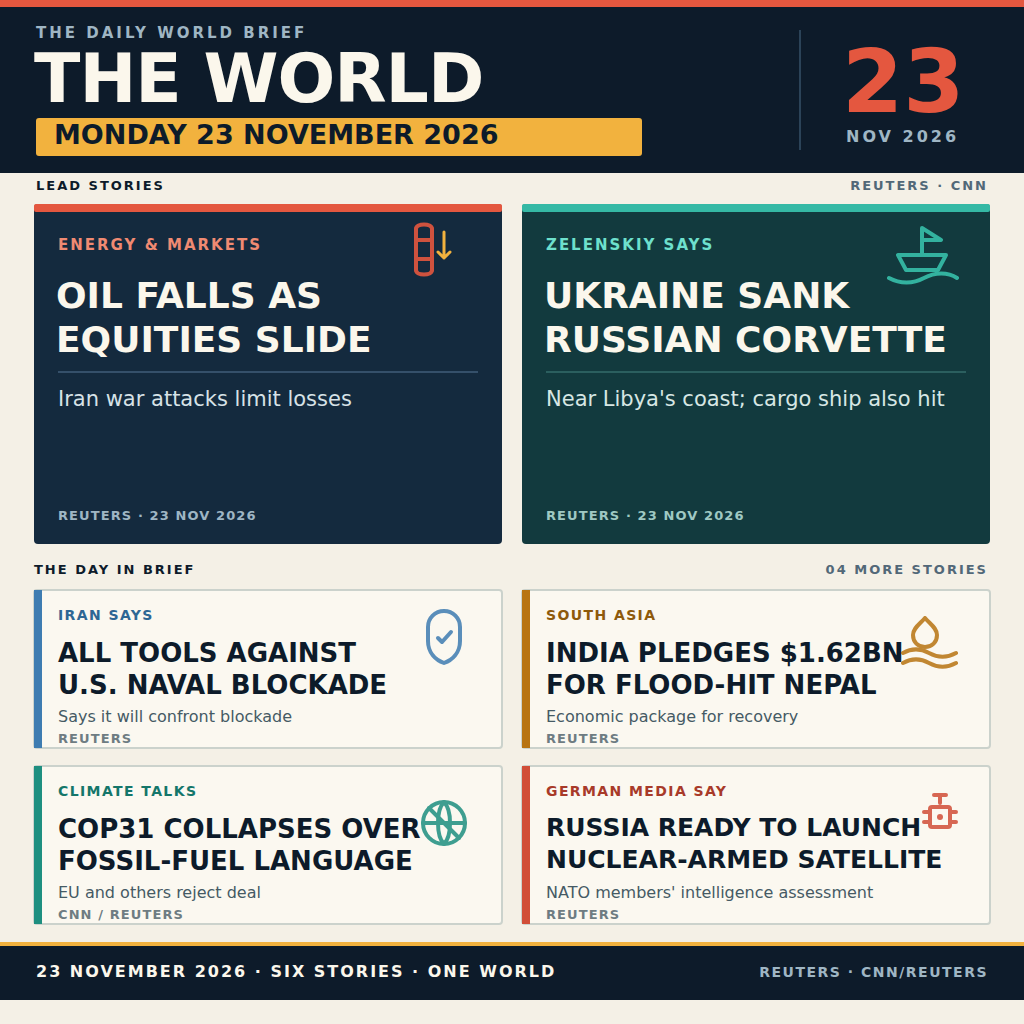 THE DAILY WORLD BRIEF
THE WORLD
MONDAY 23 NOVEMBER 2026
23
NOV 2026
LEAD STORIES
REUTERS · CNN
ENERGY & MARKETS
OIL FALLS AS
EQUITIES SLIDE
Iran war attacks limit losses
REUTERS · 23 NOV 2026
ZELENSKIY SAYS
UKRAINE SANK
RUSSIAN CORVETTE
Near Libya's coast; cargo ship also hit
REUTERS · 23 NOV 2026
THE DAY IN BRIEF
04 MORE STORIES
IRAN SAYS
ALL TOOLS AGAINST
U.S. NAVAL BLOCKADE
Says it will confront blockade
REUTERS
SOUTH ASIA
INDIA PLEDGES $1.62BN
FOR FLOOD-HIT NEPAL
Economic package for recovery
REUTERS
CLIMATE TALKS
COP31 COLLAPSES OVER
FOSSIL-FUEL LANGUAGE
EU and others reject deal
CNN / REUTERS
GERMAN MEDIA SAY
RUSSIA READY TO LAUNCH
NUCLEAR-ARMED SATELLITE
NATO members' intelligence assessment
REUTERS
23 NOVEMBER 2026 · SIX STORIES · ONE WORLD
REUTERS · CNN/REUTERS